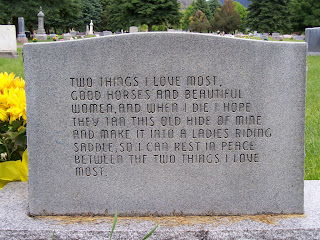 TWO THINGS I LOVE MOST,
GOOD HORSES AND BEAUTIFUL
WOMEN, AND WHEN I DIE I HOPE
THEY TAN THIS OLD HIDE OF MINE
AND MAKE IT INTO A LADIES RIDING
SADDLE, SO I CAN REST IN PEACE
BETWEEN THE TWO THINGS I LOVE
MOST.